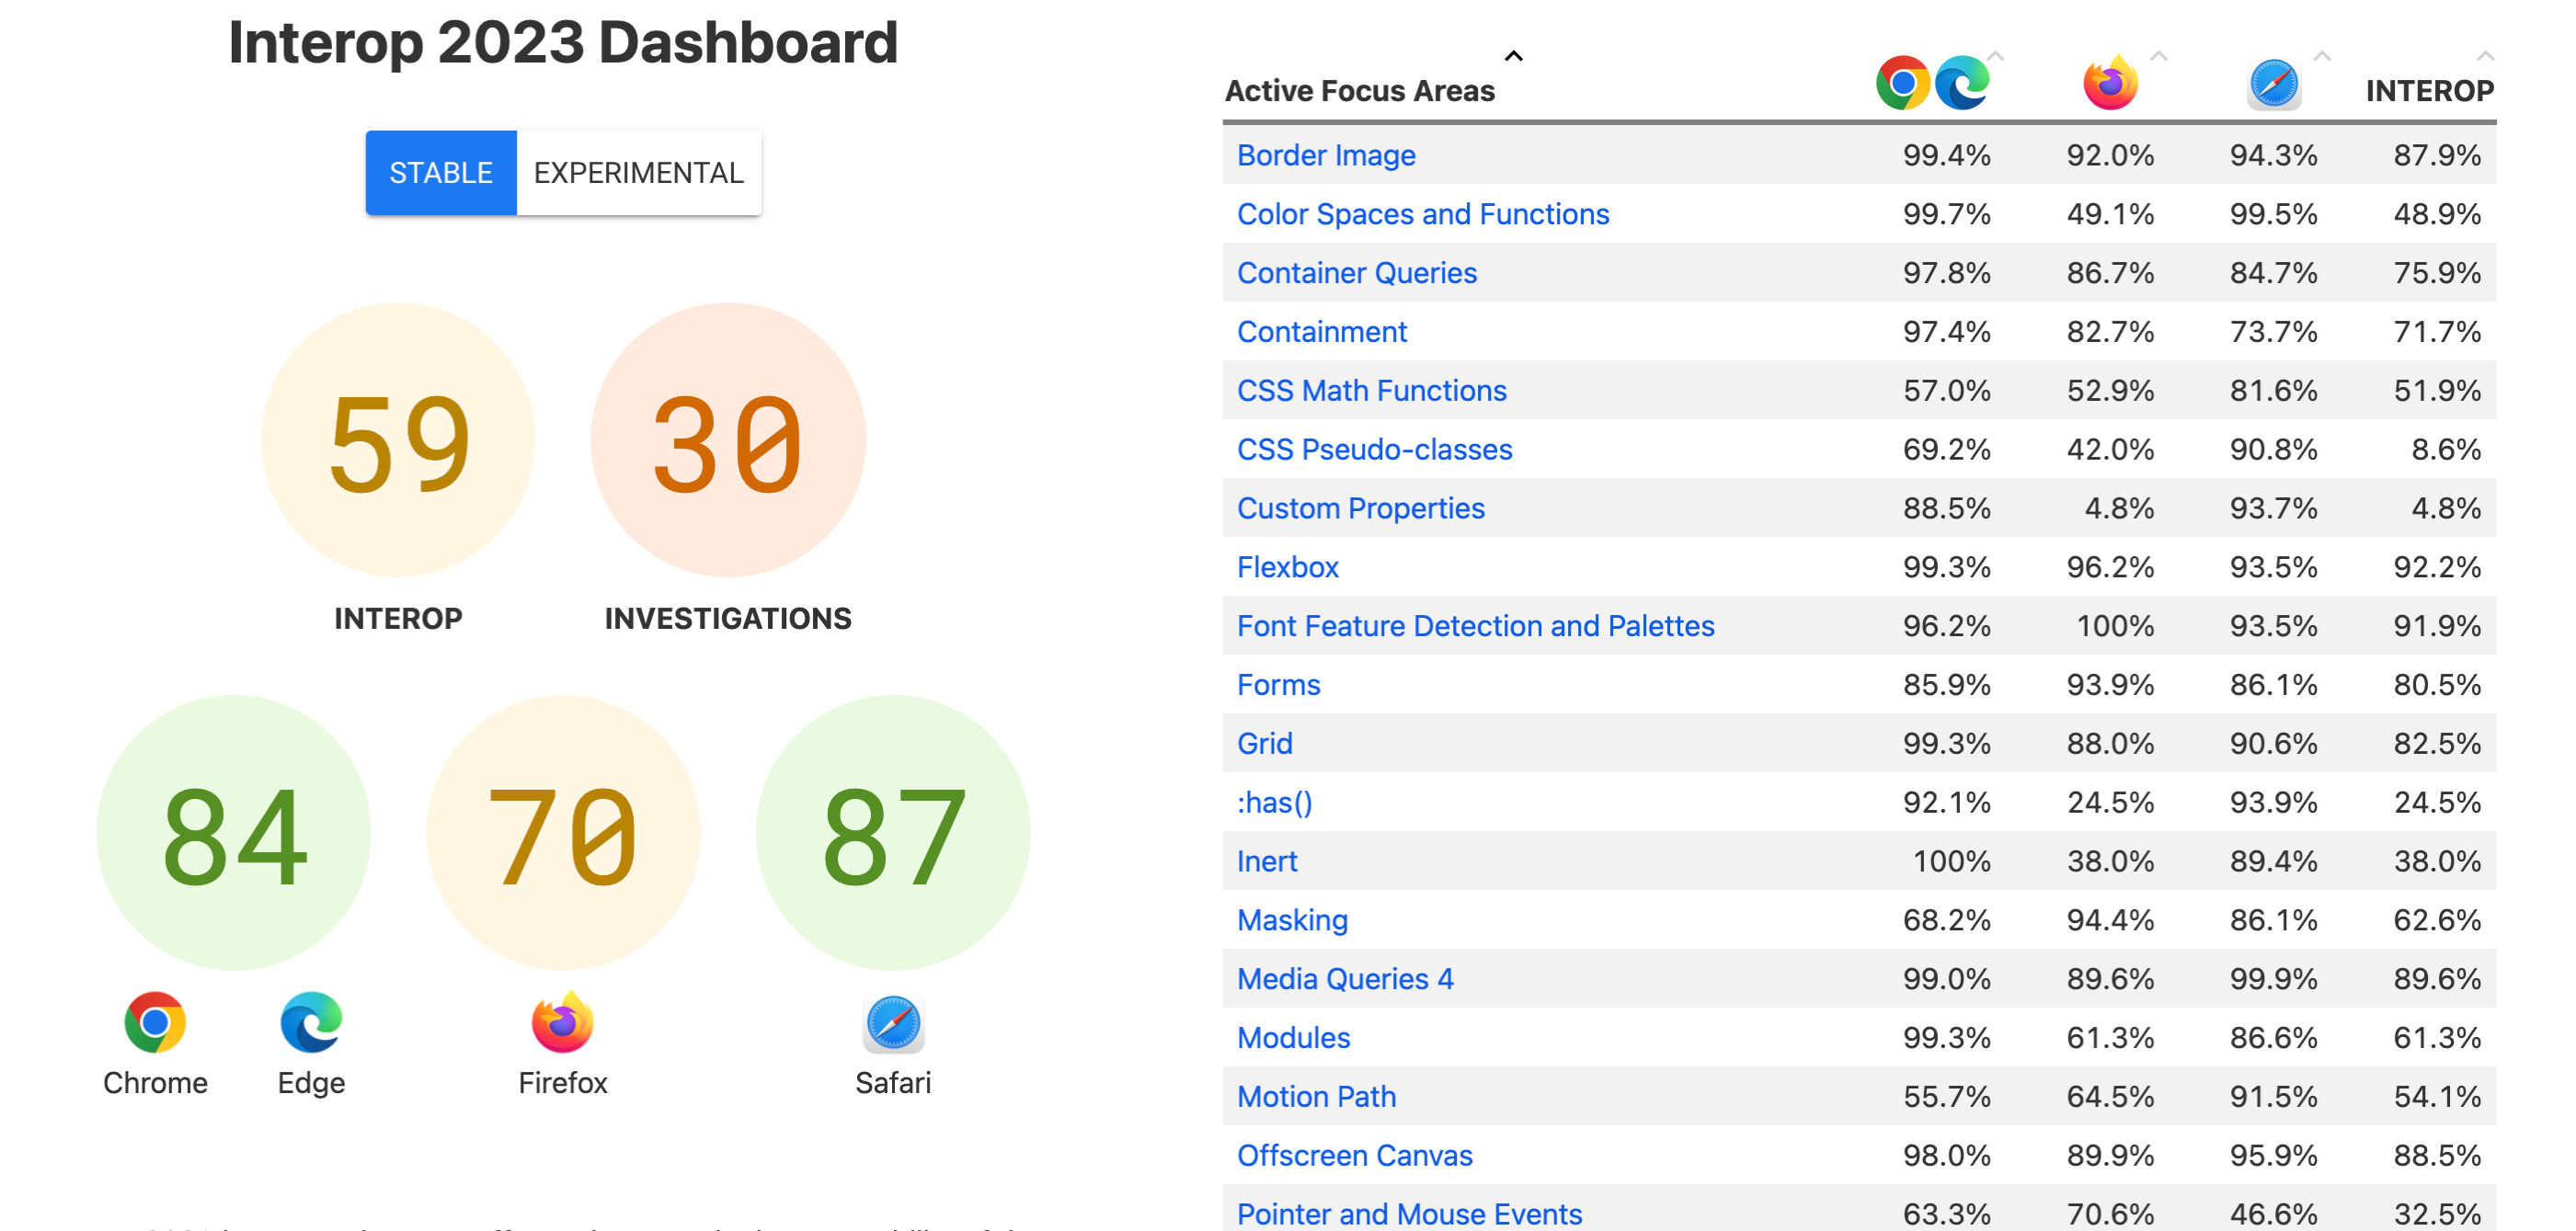 Interop 2023 Dashboard
STABLE EXPERIMENTAL
59 30
INTEROP INVESTIGATIONS
84 70 87
Chrome Edge Firefox Safari
Active Focus Areas INTEROP
Border Image 99.4% 92.0% 94.3% 87.9%
Color Spaces and Functions 99.7% 49.1% 99.5% 48.9%
Container Queries 97.8% 86.7% 84.7% 75.9%
Containment 97.4% 82.7% 73.7% 71.7%
CSS Math Functions 57.0% 52.9% 81.6% 51.9%
CSS Pseudo-classes 69.2% 42.0% 90.8% 8.6%
Custom Properties 88.5% 4.8% 93.7% 4.8%
Flexbox 99.3% 96.2% 93.5% 92.2%
Font Feature Detection and Palettes 96.2% 100% 93.5% 91.9%
Forms 85.9% 93.9% 86.1% 80.5%
Grid 99.3% 88.0% 90.6% 82.5%
:has() 92.1% 24.5% 93.9% 24.5%
Inert 100% 38.0% 89.4% 38.0%
Masking 68.2% 94.4% 86.1% 62.6%
Media Queries 4 99.0% 89.6% 99.9% 89.6%
Modules 99.3% 61.3% 86.6% 61.3%
Motion Path 55.7% 64.5% 91.5% 54.1%
Offscreen Canvas 98.0% 89.9% 95.9% 88.5%
Pointer and Mouse Events 63.3% 70.6% 46.6% 32.5%